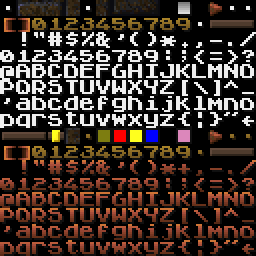 0123456789
!"#$%&'()*+,-./
0123456789:;<=>?
@ABCDEFGHIJKLMNO
PQRSTUVWXYZ[\]^_
'abcdefghijklmno
pqrstuvwxyz{¦}~
0123456789
!"#$%&'()*+,-./
0123456789:;<=>?
@ABCDEFGHIJKLMNO
PQRSTUVWXYZ[\]^_
'abcdefghijklmno
pqrstuvwxyz{¦}~